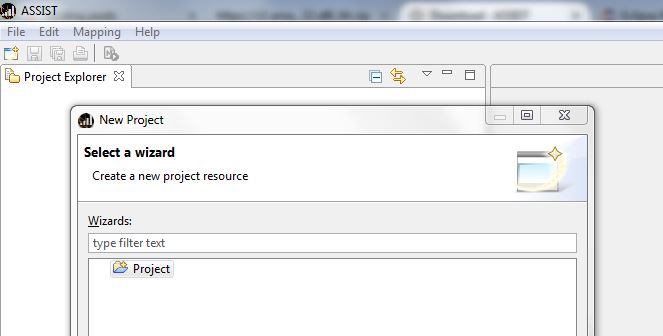 ASSIST
File Edit Mapping Help
Project Explorer
New Project
Select a wizard
Create a new project resource
Wizards:
type filter text
Project